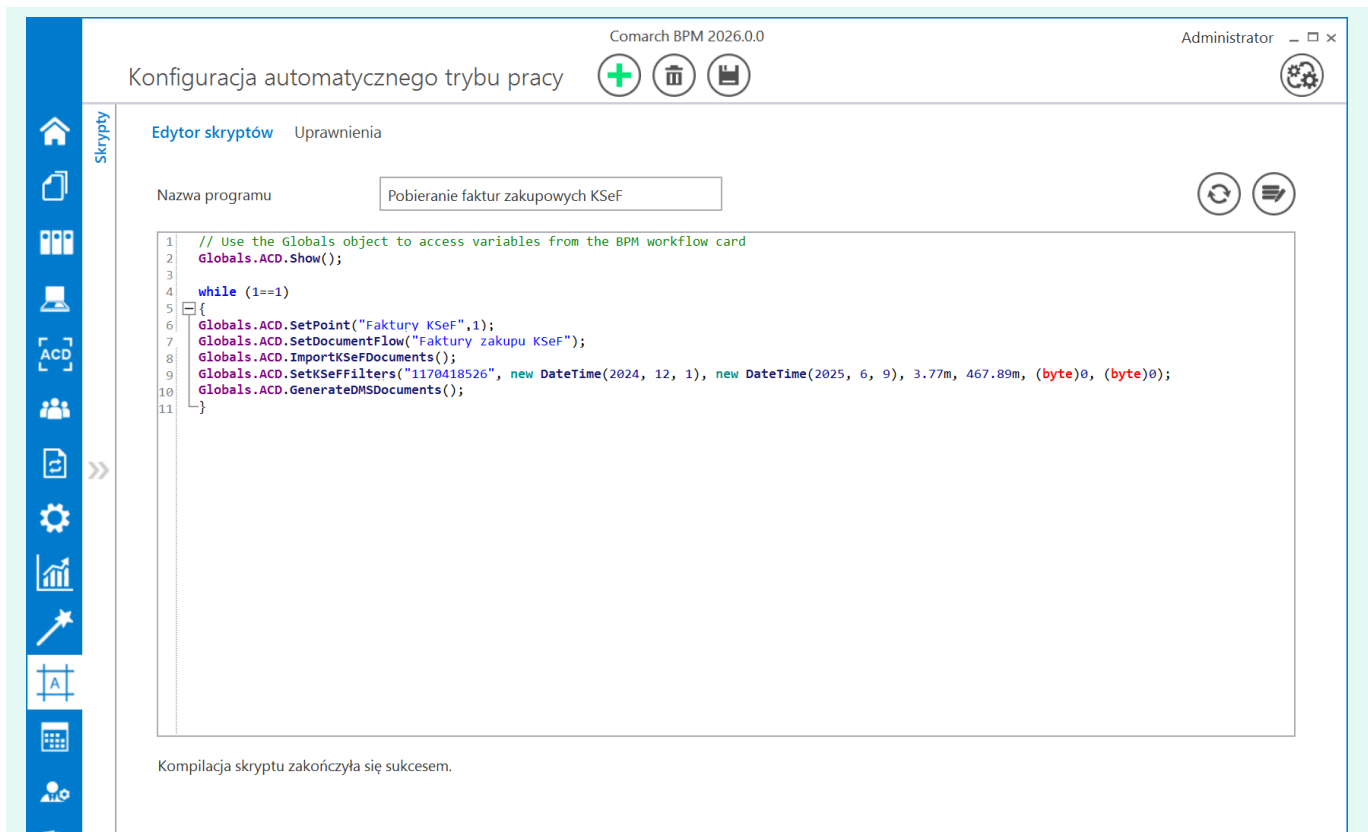 Comarch BPM 2026.0.0
Administrator
Konfiguracja automatycznego trybu pracy
Skrypty
Edytor skryptów Uprawnienia
Nazwa programu Pobieranie faktur zakupowych KSeF
1 // Use the Globals object to access variables from the BPM workflow card
2 Globals.ACD.Show();
3
4 while (1==1)
5 {
6 Globals.ACD.SetPoint("Faktury KSeF",1);
7 Globals.ACD.SetDocumentFlow("Faktury zakupu KSeF");
8 Globals.ACD.ImportKSeFDocuments();
9 Globals.ACD.SetKSeFFilters("1170418526", new DateTime(2024, 12, 1), new DateTime(2025, 6, 9), 3.77m, 467.89m, (byte)0, (byte)0);
10 Globals.ACD.GenerateDMSDocuments();
11 }
ACD
A
Kompilacja skryptu zakończyła się sukcesem.